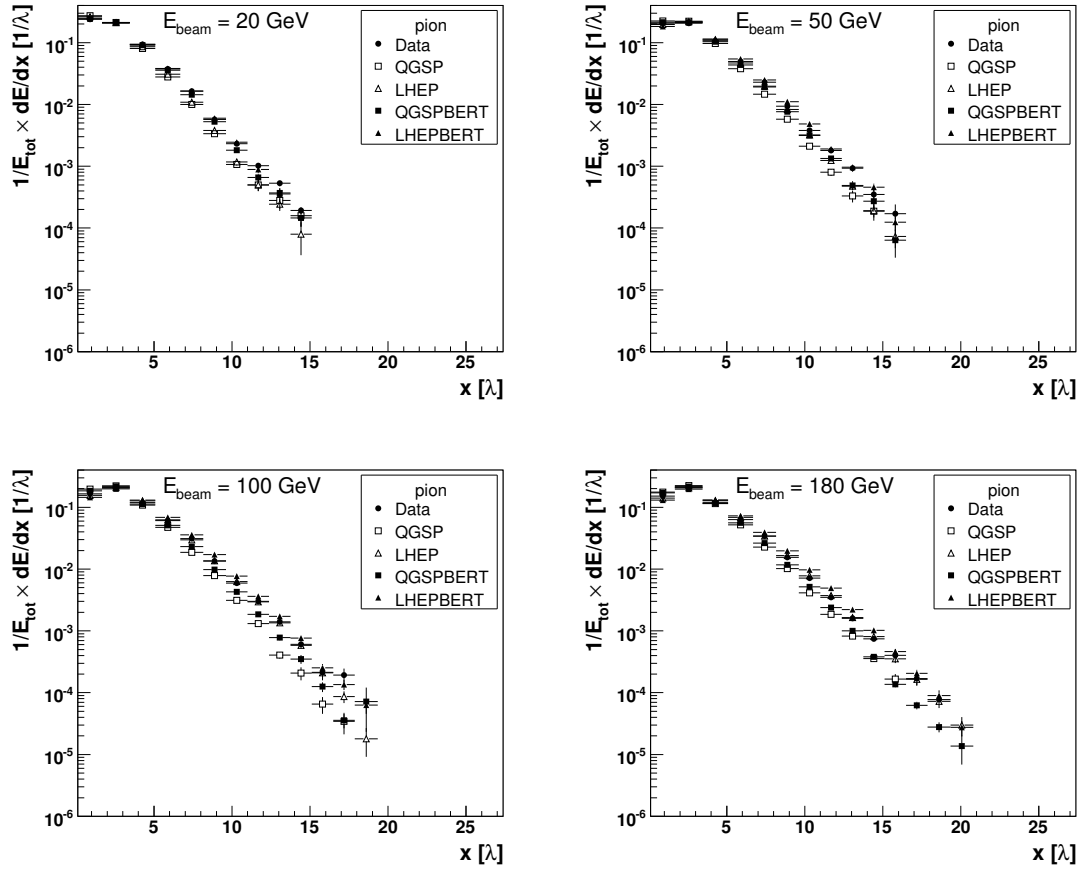 1/E_tot × dE/dx [1/λ]
E_beam = 20 GeV
pion
Data
QGSP
LHEP
QGSPBERT
LHEPBERT
10^-1
10^-2
10^-3
10^-4
10^-5
10^-6
5 10 15 20 25
x [λ]
1/E_tot × dE/dx [1/λ]
E_beam = 50 GeV
pion
Data
QGSP
LHEP
QGSPBERT
LHEPBERT
10^-1
10^-2
10^-3
10^-4
10^-5
10^-6
5 10 15 20 25
x [λ]
1/E_tot × dE/dx [1/λ]
E_beam = 100 GeV
pion
Data
QGSP
LHEP
QGSPBERT
LHEPBERT
10^-1
10^-2
10^-3
10^-4
10^-5
10^-6
5 10 15 20 25
x [λ]
1/E_tot × dE/dx [1/λ]
E_beam = 180 GeV
pion
Data
QGSP
LHEP
QGSPBERT
LHEPBERT
10^-1
10^-2
10^-3
10^-4
10^-5
10^-6
5 10 15 20 25
x [λ]